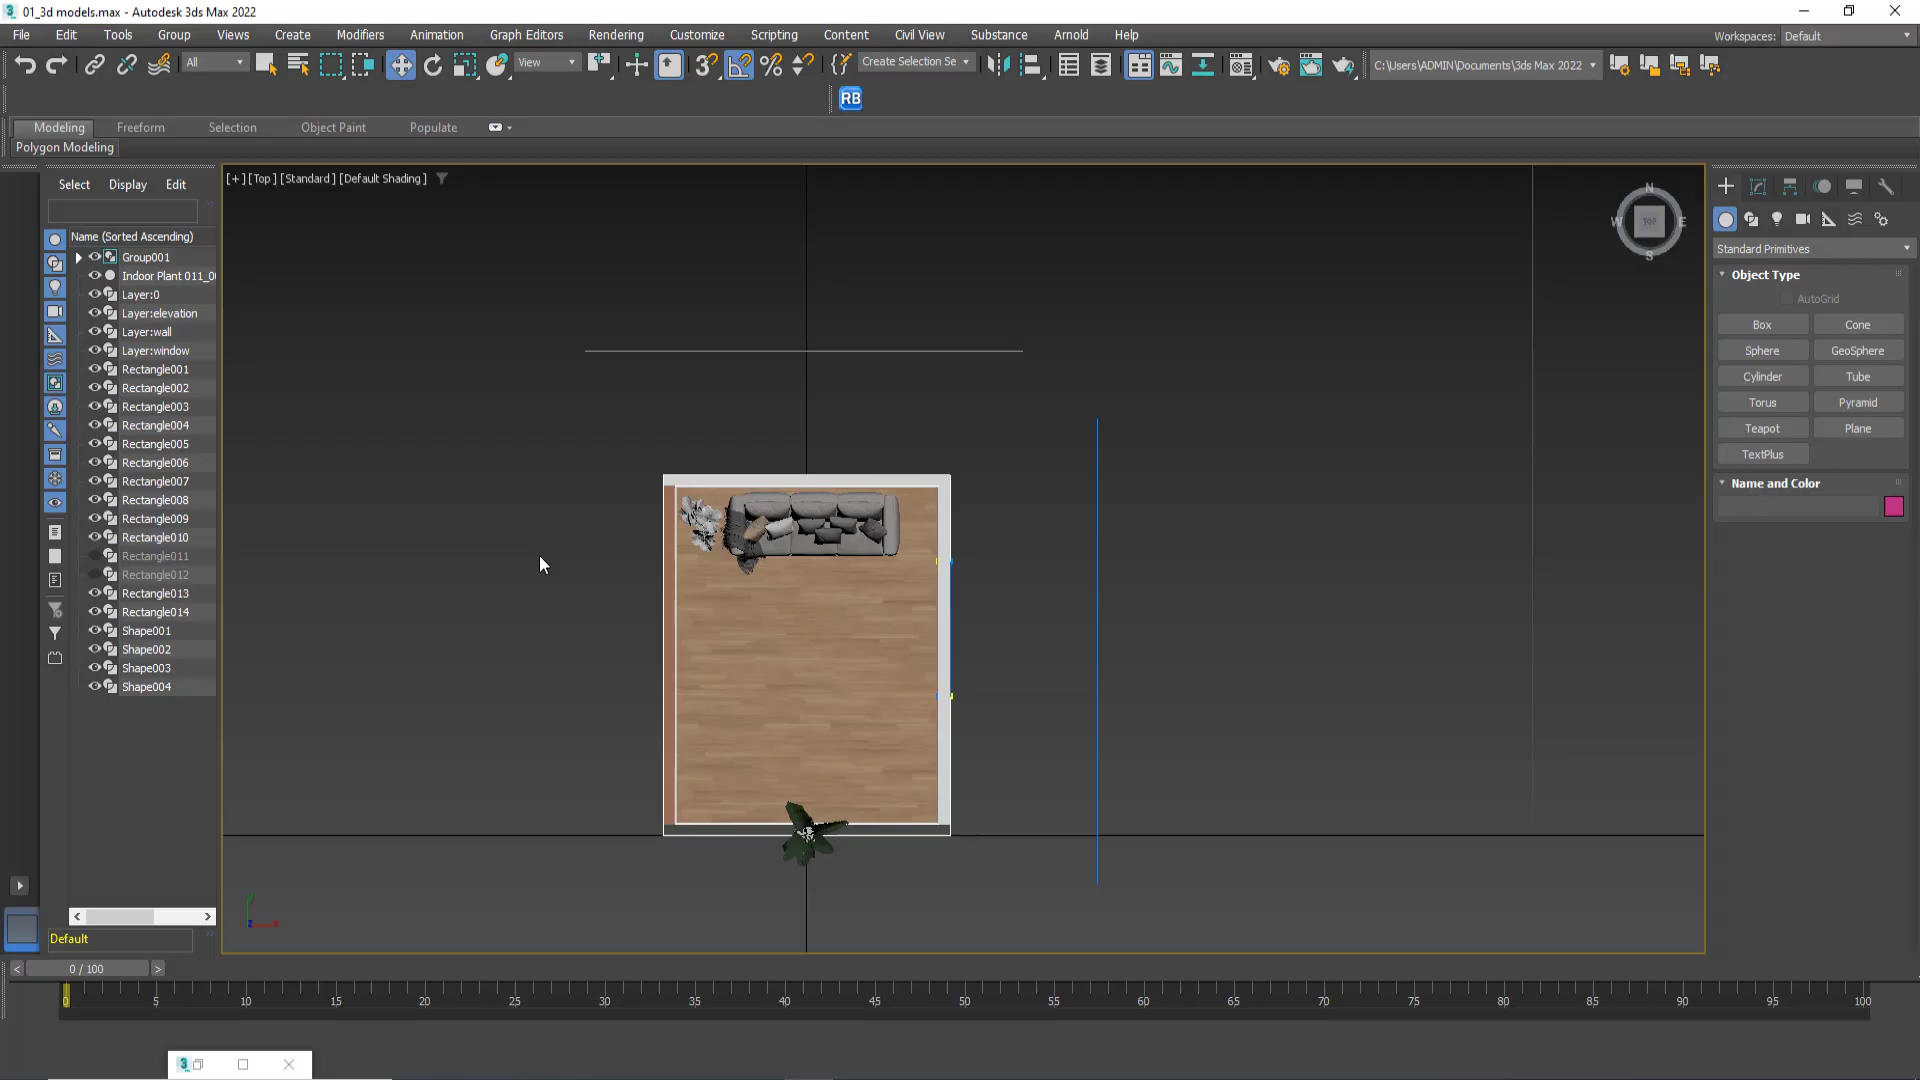 01_3d models.max - Autodesk 3ds Max 2022
File Edit Tools Group Views Create Modifiers Animation Graph Editors Rendering Customize Scripting Content Civil View Substance Arnold Help
Workspaces: Default
All
View
Create Selection Se
C:\Users\ADMIN\Documents\3ds Max 2022
RB
Modeling Freeform Selection Object Paint Populate
Polygon Modeling
Select Display Edit
Name (Sorted Ascending)
Group001
Indoor Plant 011_0
Layer:0
Layer:elevation
Layer:wall
Layer:window
Rectangle001
Rectangle002
Rectangle003
Rectangle004
Rectangle005
Rectangle006
Rectangle007
Rectangle008
Rectangle009
Rectangle010
Rectangle011
Rectangle012
Rectangle013
Rectangle014
Shape001
Shape002
Shape003
Shape004
Default
[+] [Top] [Standard] [Default Shading]
N
W TOP E
S
Standard Primitives
Object Type
AutoGrid
Box Cone
Sphere GeoSphere
Cylinder Tube
Torus Pyramid
Teapot Plane
TextPlus
Name and Color
< 0 / 100 >
0 5 10 15 20 25 30 35 40 45 50 55 60 65 70 75 80 85 90 95 100
3